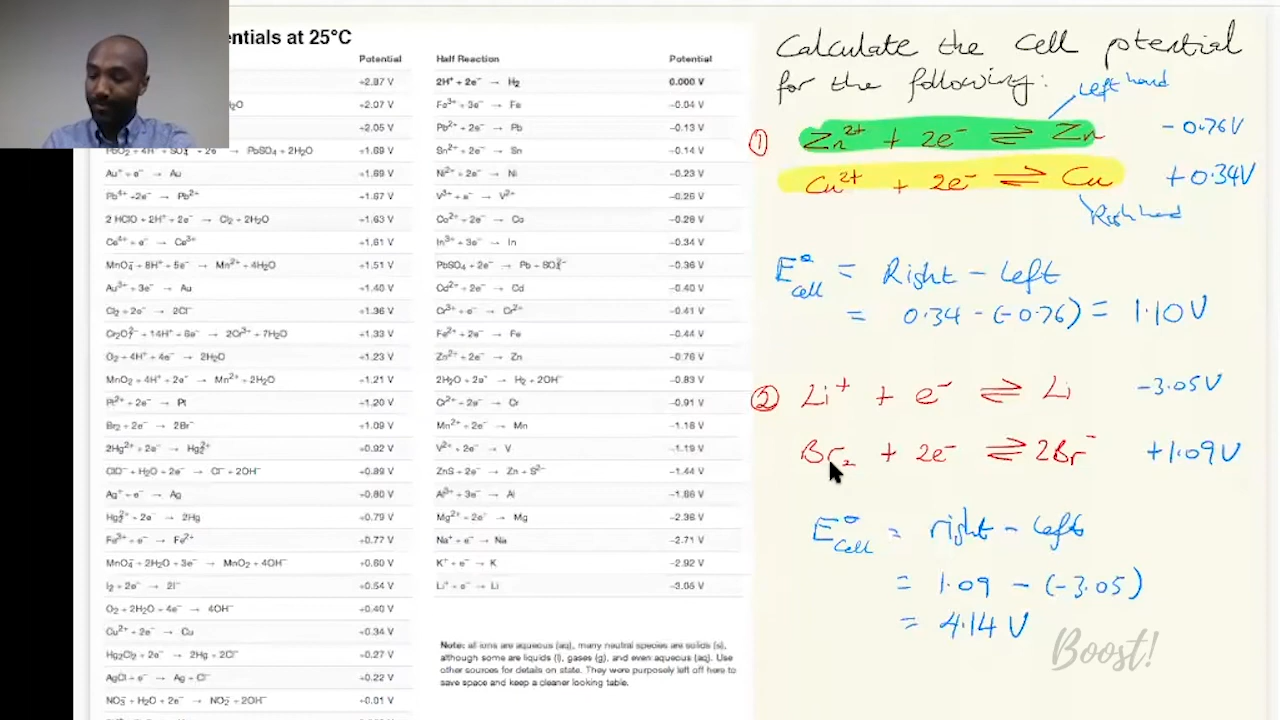 entials at 25°C
Potential
+2.87 V
+2.07 V
+2.05 V
PbSO₄ + 2H₂O +1.69 V
Au⁺ + e⁻ → Au +1.69 V
Pb⁴⁺ + 2e⁻ → Pb²⁺ +1.67 V
2 HClO + 2H⁺ + 2e⁻ → Cl₂ + 2H₂O +1.63 V
Ce⁴⁺ + e⁻ → Ce³⁺ +1.61 V
MnO₄⁻ + 8H⁺ + 5e⁻ → Mn²⁺ + 4H₂O +1.51 V
Au³⁺ + 3e⁻ → Au +1.40 V
Cl₂ + 2e⁻ → 2Cl⁻ +1.36 V
Cr₂O₇²⁻ + 14H⁺ + 6e⁻ → 2Cr³⁺ + 7H₂O +1.33 V
O₂ + 4H⁺ + 4e⁻ → 2H₂O +1.23 V
MnO₂ + 4H⁺ + 2e⁻ → Mn²⁺ + 2H₂O +1.21 V
Pt²⁺ + 2e⁻ → Pt +1.20 V
Br₂ + 2e⁻ → 2Br⁻ +1.09 V
2Hg²⁺ + 2e⁻ → Hg₂²⁺ +0.92 V
ClO⁻ + H₂O + 2e⁻ → Cl⁻ + 2OH⁻ +0.89 V
Ag⁺ + e⁻ → Ag +0.80 V
Hg₂²⁺ + 2e⁻ → 2Hg +0.79 V
Fe³⁺ + e⁻ → Fe²⁺ +0.77 V
MnO₄⁻ + 2H₂O + 3e⁻ → MnO₂ + 4OH⁻ +0.60 V
I₂ + 2e⁻ → 2I⁻ +0.54 V
O₂ + 2H₂O + 4e⁻ → 4OH⁻ +0.40 V
Cu²⁺ + 2e⁻ → Cu +0.34 V
Hg₂Cl₂ + 2e⁻ → 2Hg + 2Cl⁻ +0.27 V
AgCl + e⁻ → Ag + Cl⁻ +0.22 V
NO₃⁻ + H₂O + 2e⁻ → NO₂⁻ + 2OH⁻ +0.01 V
Half Reaction Potential
2H⁺ + 2e⁻ → H₂ 0.000 V
Fe³⁺ + 3e⁻ → Fe -0.04 V
Pb²⁺ + 2e⁻ → Pb -0.13 V
Sn²⁺ + 2e⁻ → Sn -0.14 V
Ni²⁺ + 2e⁻ → Ni -0.23 V
V³⁺ + e⁻ → V²⁺ -0.26 V
Co²⁺ + 2e⁻ → Co -0.28 V
In³⁺ + 3e⁻ → In -0.34 V
PbSO₄ + 2e⁻ → Pb + SO₄²⁻ -0.36 V
Cd²⁺ + 2e⁻ → Cd -0.40 V
Cr³⁺ + e⁻ → Cr²⁺ -0.41 V
Fe²⁺ + 2e⁻ → Fe -0.44 V
Zn²⁺ + 2e⁻ → Zn -0.76 V
2H₂O + 2e⁻ → H₂ + 2OH⁻ -0.83 V
Cr²⁺ + 2e⁻ → Cr -0.91 V
Mn²⁺ + 2e⁻ → Mn -1.18 V
V²⁺ + 2e⁻ → V -1.19 V
ZnS + 2e⁻ → Zn + S²⁻ -1.44 V
Al³⁺ + 3e⁻ → Al -1.66 V
Mg²⁺ + 2e⁻ → Mg -2.36 V
Na⁺ + e⁻ → Na -2.71 V
K⁺ + e⁻ → K -2.92 V
Li⁺ + e⁻ → Li -3.05 V
Note: all ions are aqueous (aq), many neutral species are solids (s),
although some are liquids (l), gases (g), and even aqueous (aq). Use
other sources for details on state. They were purposely left off here to
save space and keep a cleaner looking table.
Calculate the cell potential
for the following:
Left hand
① Zn²⁺ + 2e⁻ ⇌ Zn -0.76V
Cu²⁺ + 2e⁻ ⇌ Cu +0.34V
Right hand
E°cell = Right - Left
= 0.34 - (-0.76) = 1.10V
② Li⁺ + e⁻ ⇌ Li -3.05V
Br₂ + 2e⁻ ⇌ 2Br⁻ +1.09V
E°cell = right - left
= 1.09 - (-3.05)
= 4.14 V
Boost!